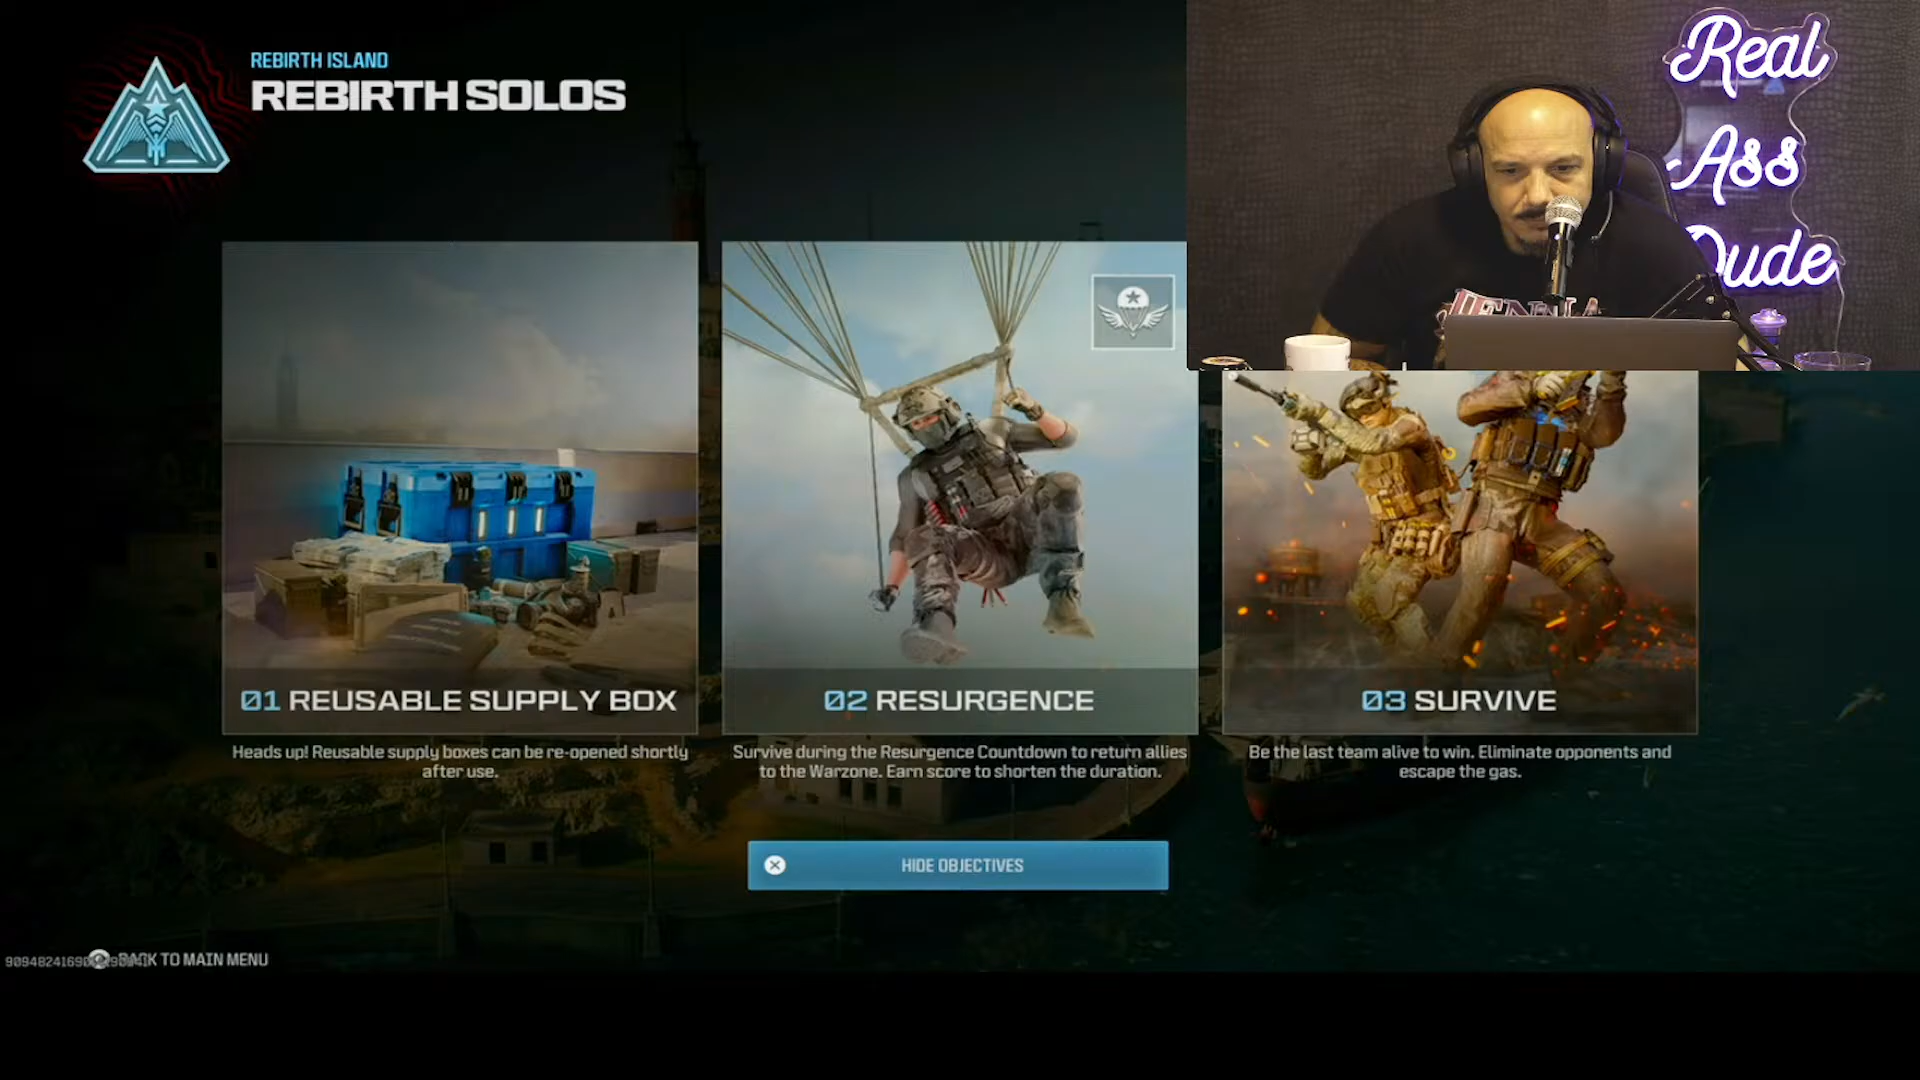 REBIRTH ISLAND
REBIRTH SOLOS
Real
Ass
Dude
01 REUSABLE SUPPLY BOX
Heads up! Reusable supply boxes can be re-opened shortly
after use.
02 RESURGENCE
Survive during the Resurgence Countdown to return allies
to the Warzone. Earn score to shorten the duration.
03 SURVIVE
Be the last team alive to win. Eliminate opponents and
escape the gas.
HIDE OBJECTIVES
BACK TO MAIN MENU